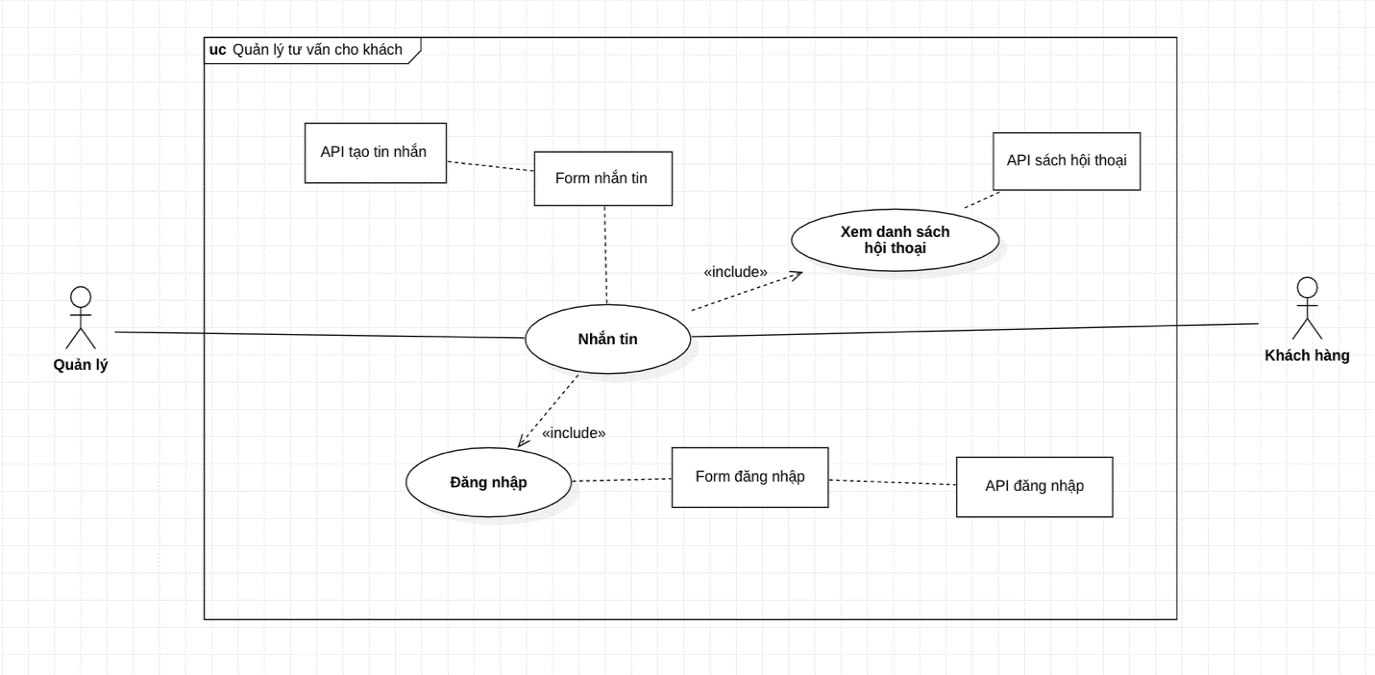 uc Quản lý tư vấn cho khách
API tạo tin nhắn
Form nhắn tin
API sách hội thoại
Xem danh sách
hội thoại
«include»
Nhắn tin
Quản lý
Khách hàng
«include»
Đăng nhập
Form đăng nhập
API đăng nhập